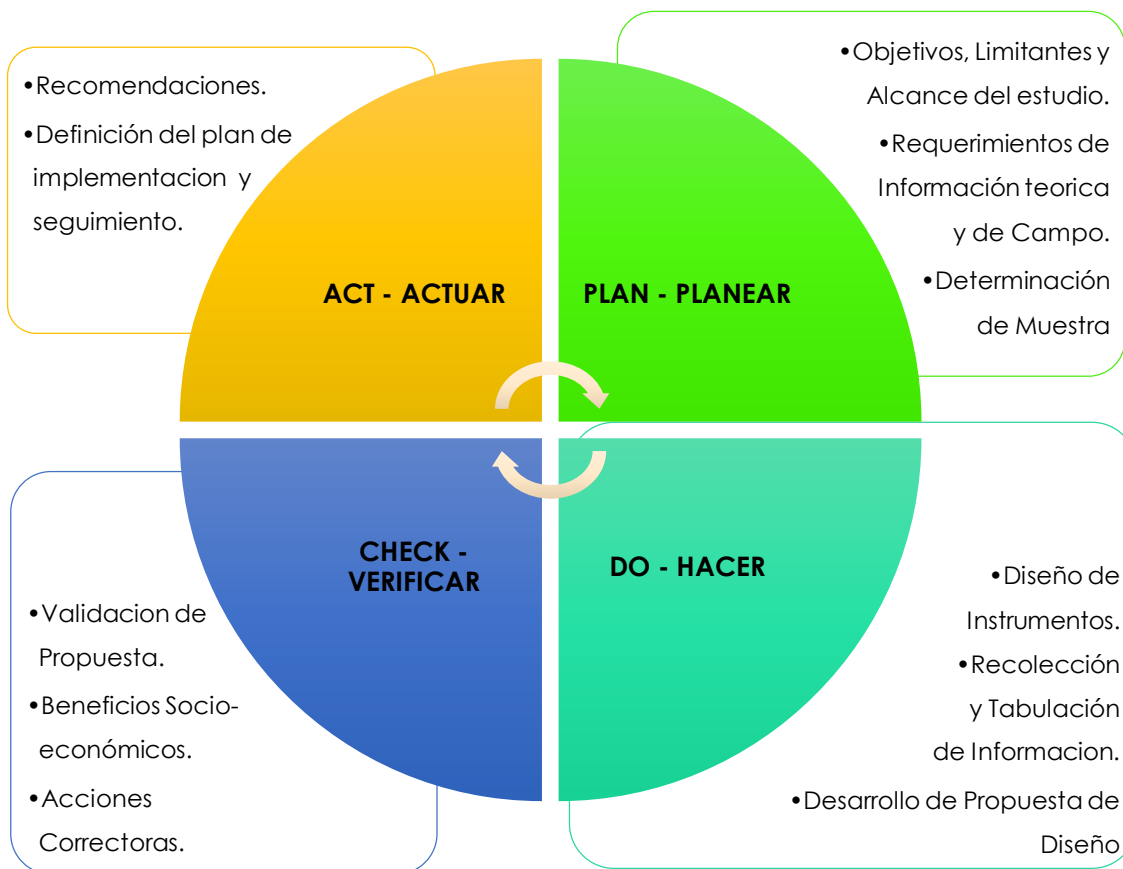 •Recomendaciones.
•Definición del plan de
implementacion y
seguimiento.
ACT - ACTUAR
PLAN - PLANEAR
•Objetivos, Limitantes y
Alcance del estudio.
•Requerimientos de
Información teorica
y de Campo.
•Determinación
de Muestra
CHECK -
VERIFICAR
•Validacion de
Propuesta.
•Beneficios Socio-
económicos.
•Acciones
Correctoras.
DO - HACER
•Diseño de
Instrumentos.
•Recolección
y Tabulación
de Informacion.
•Desarrollo de Propuesta de
Diseño